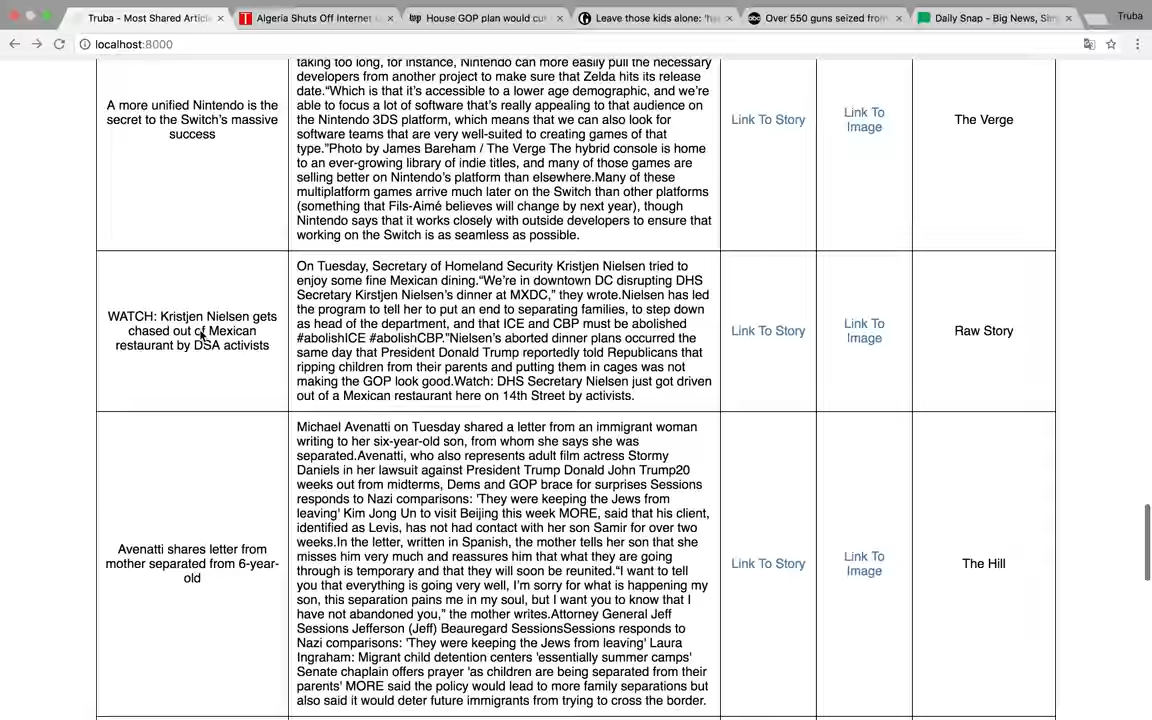 Truba - Most Shared Articl
Algeria Shuts Off Internet
House GOP plan would cu
Leave those kids alone: 'h
Over 550 guns seized from
Daily Snap - Big News, Si
Truba
localhost:8000
A more unified Nintendo is the
secret to the Switch's massive
success
taking too long, for instance, Nintendo can more easily pull the necessary
developers from another project to make sure that Zelda hits its release
date.“Which is that it’s accessible to a lower age demographic, and we’re
able to focus a lot of software that’s really appealing to that audience on
the Nintendo 3DS platform, which means that we can also look for
software teams that are very well-suited to creating games of that
type.”Photo by James Bareham / The Verge The hybrid console is home
to an ever-growing library of indie titles, and many of those games are
selling better on Nintendo’s platform than elsewhere.Many of these
multiplatform games arrive much later on the Switch than other platforms
(something that Fils-Aimé believes will change by next year), though
Nintendo says that it works closely with outside developers to ensure that
working on the Switch is as seamless as possible.
Link To Story
Link To
Image
The Verge
WATCH: Kristjen Nielsen gets
chased out of Mexican
restaurant by DSA activists
On Tuesday, Secretary of Homeland Security Kristjen Nielsen tried to
enjoy some fine Mexican dining.“We’re in downtown DC disrupting DHS
Secretary Kirstjen Nielsen’s dinner at MXDC,” they wrote.Nielsen has led
the program to tell her to put an end to separating families, to step down
as head of the department, and that ICE and CBP must be abolished
#abolishICE #abolishCBP.”Nielsen’s aborted dinner plans occurred the
same day that President Donald Trump reportedly told Republicans that
ripping children from their parents and putting them in cages was not
making the GOP look good.Watch: DHS Secretary Nielsen just got driven
out of a Mexican restaurant here on 14th Street by activists.
Link To Story
Link To
Image
Raw Story
Avenatti shares letter from
mother separated from 6-year-
old
Michael Avenatti on Tuesday shared a letter from an immigrant woman
writing to her six-year-old son, from whom she says she was
separated.Avenatti, who also represents adult film actress Stormy
Daniels in her lawsuit against President Trump Donald John Trump20
weeks out from midterms, Dems and GOP brace for surprises Sessions
responds to Nazi comparisons: 'They were keeping the Jews from
leaving' Kim Jong Un to visit Beijing this week MORE, said that his client,
identified as Levis, has not had contact with her son Samir for over two
weeks.In the letter, written in Spanish, the mother tells her son that she
misses him very much and reassures him that what they are going
through is temporary and that they will soon be reunited.“I want to tell
you that everything is going very well, I’m sorry for what is happening my
son, this separation pains me in my soul, but I want you to know that I
have not abandoned you,” the mother writes.Attorney General Jeff
Sessions Jefferson (Jeff) Beauregard SessionsSessions responds to
Nazi comparisons: 'They were keeping the Jews from leaving' Laura
Ingraham: Migrant child detention centers 'essentially summer camps'
Senate chaplain offers prayer 'as children are being separated from their
parents' MORE said the policy would lead to more family separations but
also said it would deter future immigrants from trying to cross the border.
Link To Story
Link To
Image
The Hill